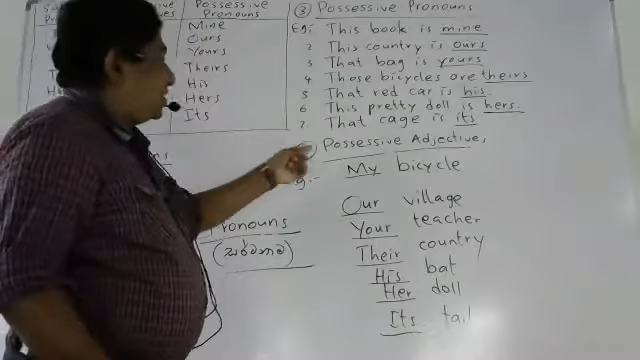 Possessive
Pronouns
Mine
Ours
Yours
Theirs
His
Hers
Its
Pronouns
(සර්වනාම)
③ Possessive Pronouns
Eg: This book is mine
2 This country is ours
3 That bag is yours
4 Those bicycles are theirs
5 That red car is his.
6 This pretty doll is hers.
7. That cage is its
Possessive Adjective,
eg:-
My bicycle
Our village
Your teacher
Their country
His bat
Her doll
Its tail